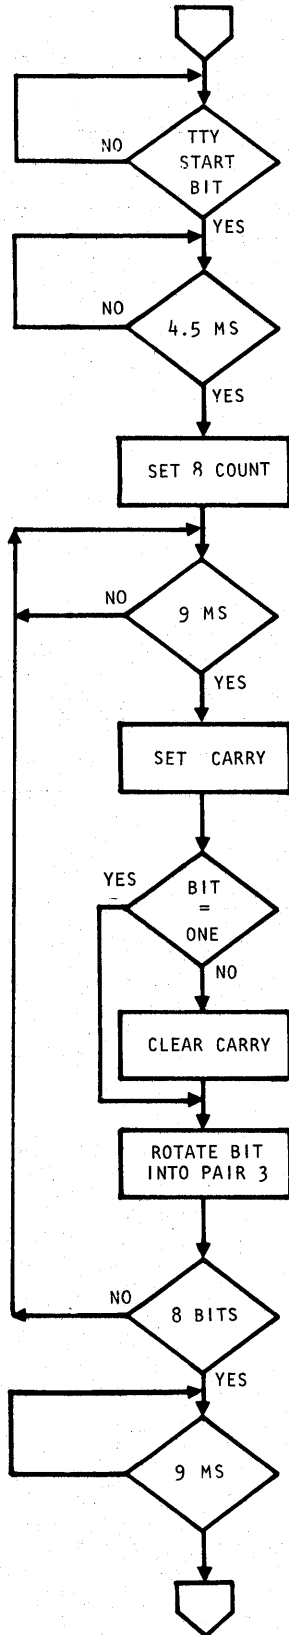 TTY
START
BIT
NO
YES
4.5 MS
NO
YES
SET 8 COUNT
9 MS
NO
YES
SET CARRY
YES
BIT
=
ONE
NO
CLEAR CARRY
ROTATE BIT
INTO PAIR 3
NO
8 BITS
YES
9 MS